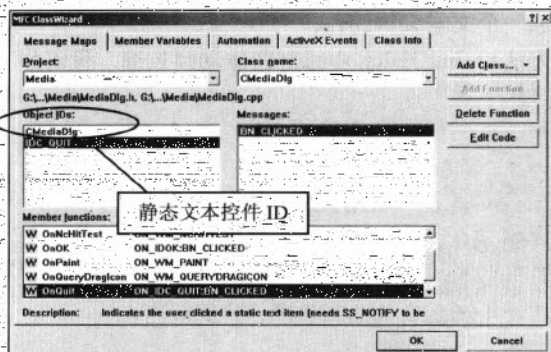 MFC ClassWizard
Message Maps | Member Variables | Automation | ActiveX Events | Class Info
Project: Class name:
Media CMediaDlg
Add Class...
G:\...\Media\MediaDlg.h, G:\...\Media\MediaDlg.cpp
Add Function
Object IDs: Messages:
Delete Function
CMediaDlg BN_CLICKED
IDC_QUIT
Edit Code
静态文本控件 ID
Member functions:
W OnNcHitTest ON_WM_NCHITTEST
W OnOK ON_IDOK:BN_CLICKED
W OnPaint ON_WM_PAINT
W OnQueryDragIcon ON_WM_QUERYDRAGICON
W OnQuit ON_IDC_QUIT:BN_CLICKED
Description: Indicates the user clicked a static text item (needs SS_NOTIFY to be
OK Cancel